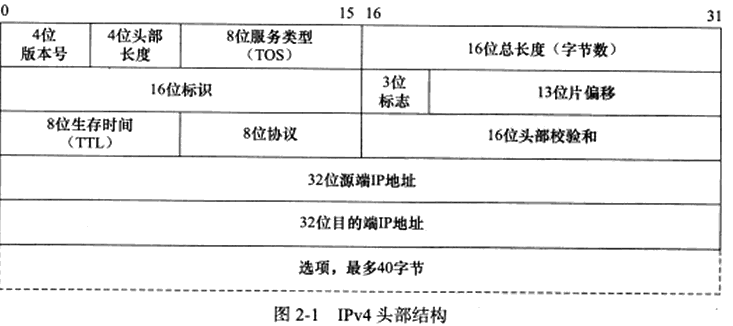 0 15 16 31
4位 4位头部 8位服务类型 16位总长度（字节数）
版本号 长度 （TOS）
16位标识 3位 13位片偏移
标志
8位生存时间 8位协议 16位头部校验和
（TTL）
32位源端IP地址
32位目的端IP地址
选项，最多40字节
图 2-1 IPv4 头部结构